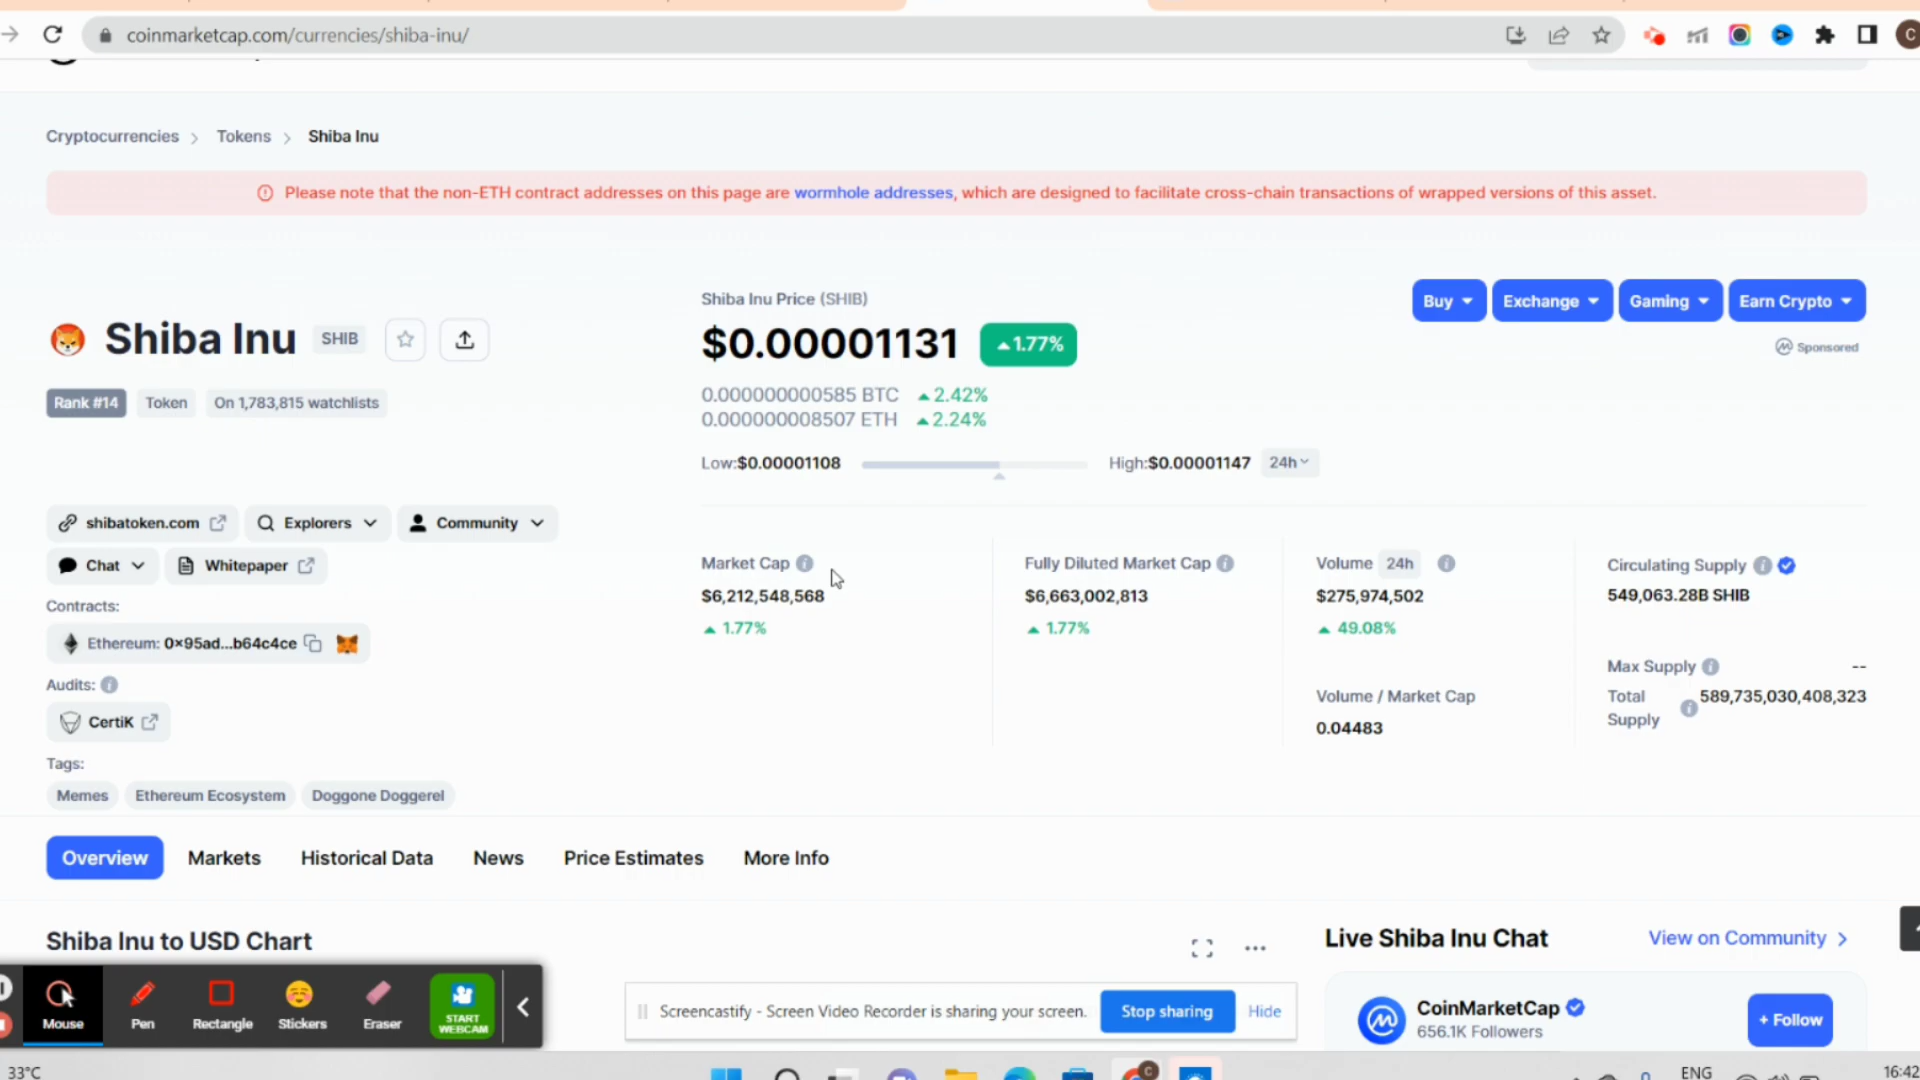 coinmarketcap.com/currencies/shiba-inu/
Cryptocurrencies > Tokens > Shiba Inu
Please note that the non-ETH contract addresses on this page are wormhole addresses, which are designed to facilitate cross-chain transactions of wrapped versions of this asset.
Shiba Inu Price (SHIB)
Buy Exchange Gaming Earn Crypto
Shiba Inu SHIB
$0.00001131 1.77%
Sponsored
0.000000000585 BTC 2.42%
Rank #14 Token On 1,783,815 watchlists
0.000000008507 ETH 2.24%
Low:$0.00001108 High:$0.00001147 24h
shibatoken.com Explorers Community
Chat Whitepaper
Market Cap
$6,212,548,568
1.77%
Fully Diluted Market Cap
$6,663,002,813
1.77%
Volume 24h
$275,974,502
49.08%
Volume / Market Cap
0.04483
Circulating Supply
549,063.28B SHIB
Max Supply --
Total Supply 589,735,030,408,323
Contracts:
Ethereum: 0×95ad...b64c4ce
Audits:
CertiK
Tags:
Memes Ethereum Ecosystem Doggone Doggerel
Overview Markets Historical Data News Price Estimates More Info
Shiba Inu to USD Chart
Live Shiba Inu Chat View on Community >
CoinMarketCap
656.1K Followers
+ Follow
Mouse Pen Rectangle Stickers Eraser START WEBCAM
Screencastify - Screen Video Recorder is sharing your screen. Stop sharing Hide
33°C
ENG
16:42